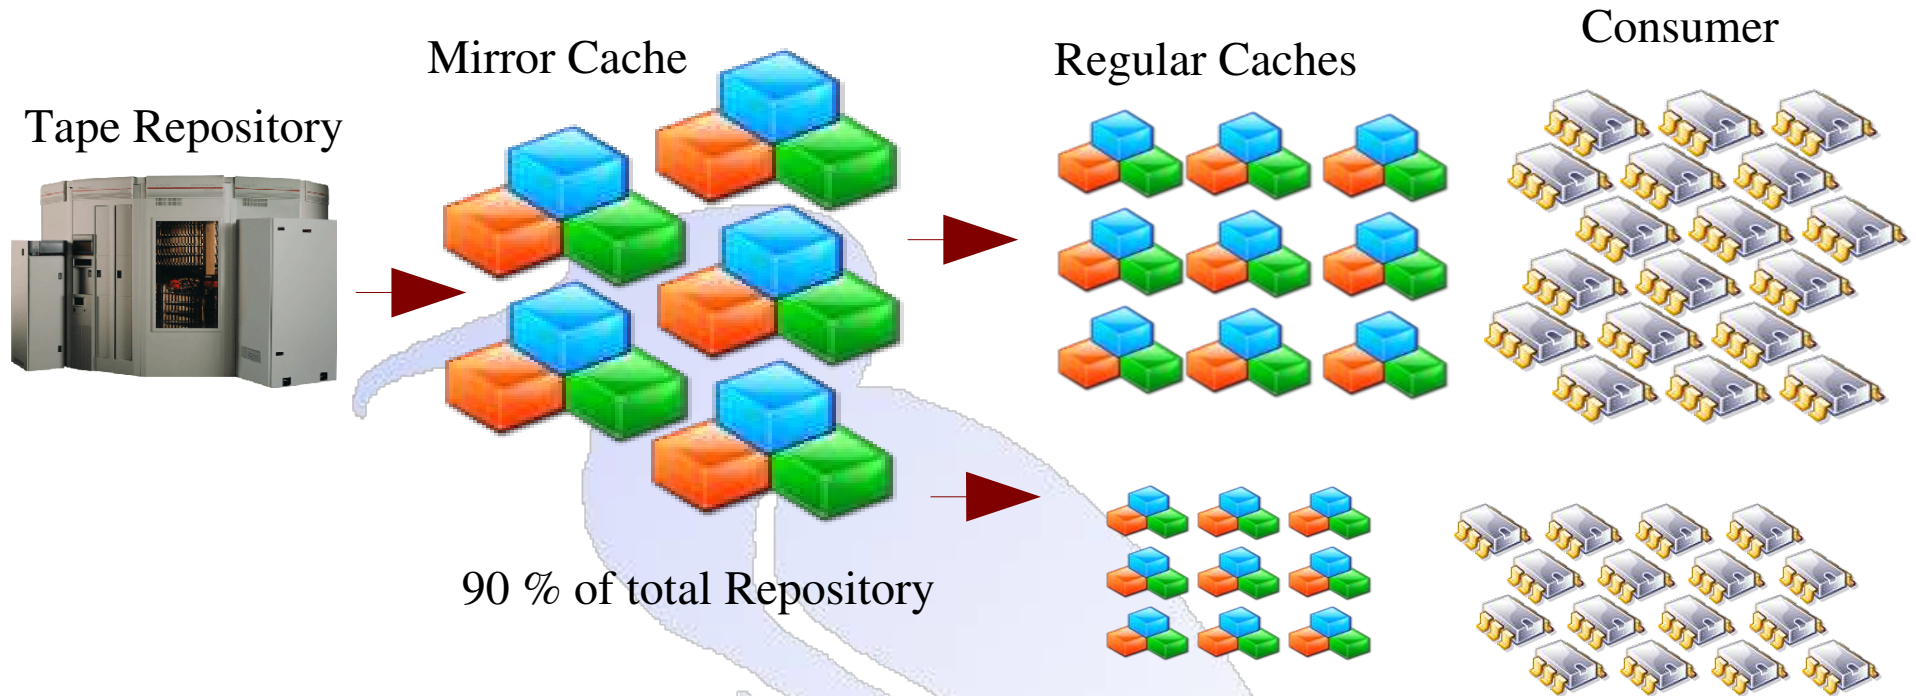 Tape Repository
Mirror Cache
Regular Caches
Consumer
90 % of total Repository